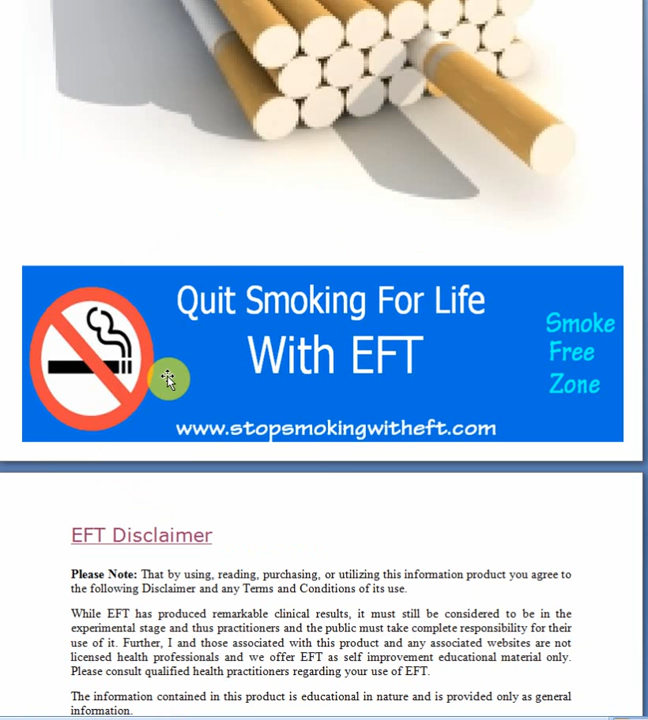 Quit Smoking For Life
With EFT
Smoke
Free
Zone
www.stopsmokingwitheft.com
EFT Disclaimer
Please Note: That by using, reading, purchasing, or utilizing this information product you agree to
the following Disclaimer and any Terms and Conditions of its use.
While EFT has produced remarkable clinical results, it must still be considered to be in the
experimental stage and thus practitioners and the public must take complete responsibility for their
use of it. Further, I and those associated with this product and any associated websites are not
licensed health professionals and we offer EFT as self improvement educational material only.
Please consult qualified health practitioners regarding your use of EFT.
The information contained in this product is educational in nature and is provided only as general
information.